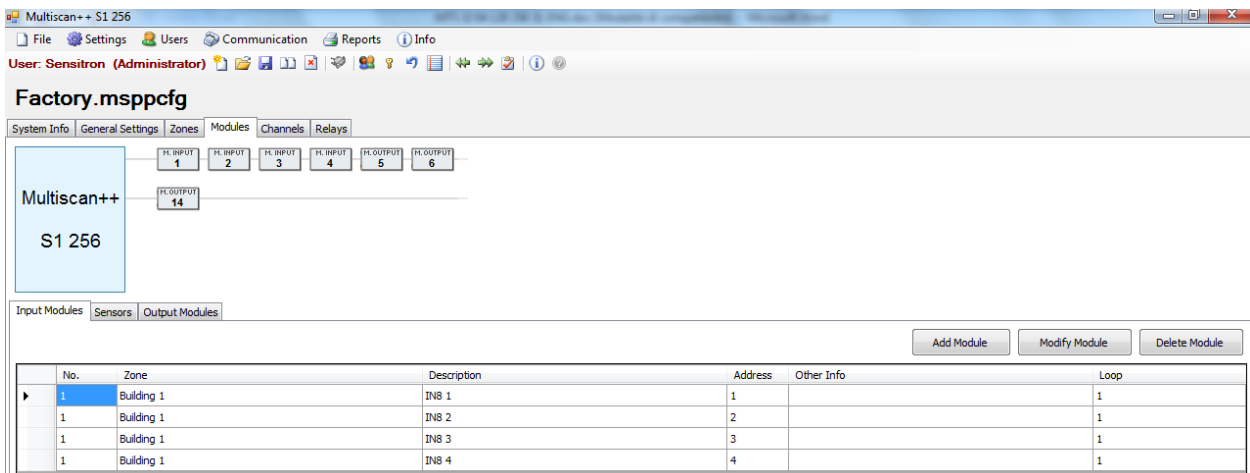 Multiscan++ S1 256
File Settings Users Communication Reports Info
User: Sensitron (Administrator)
Factory.msppcfg
System Info General Settings Zones Modules Channels Relays
M. INPUT M. INPUT M. INPUT M. INPUT M. OUTPUT M. OUTPUT
1 2 3 4 5 6
Multiscan++
S1 256
M. OUTPUT
14
Input Modules Sensors Output Modules
Add Module Modify Module Delete Module
No. Zone Description Address Other Info Loop
1 Building 1 IN8 1 1 1
1 Building 1 IN8 2 2 1
1 Building 1 IN8 3 3 1
1 Building 1 IN8 4 4 1